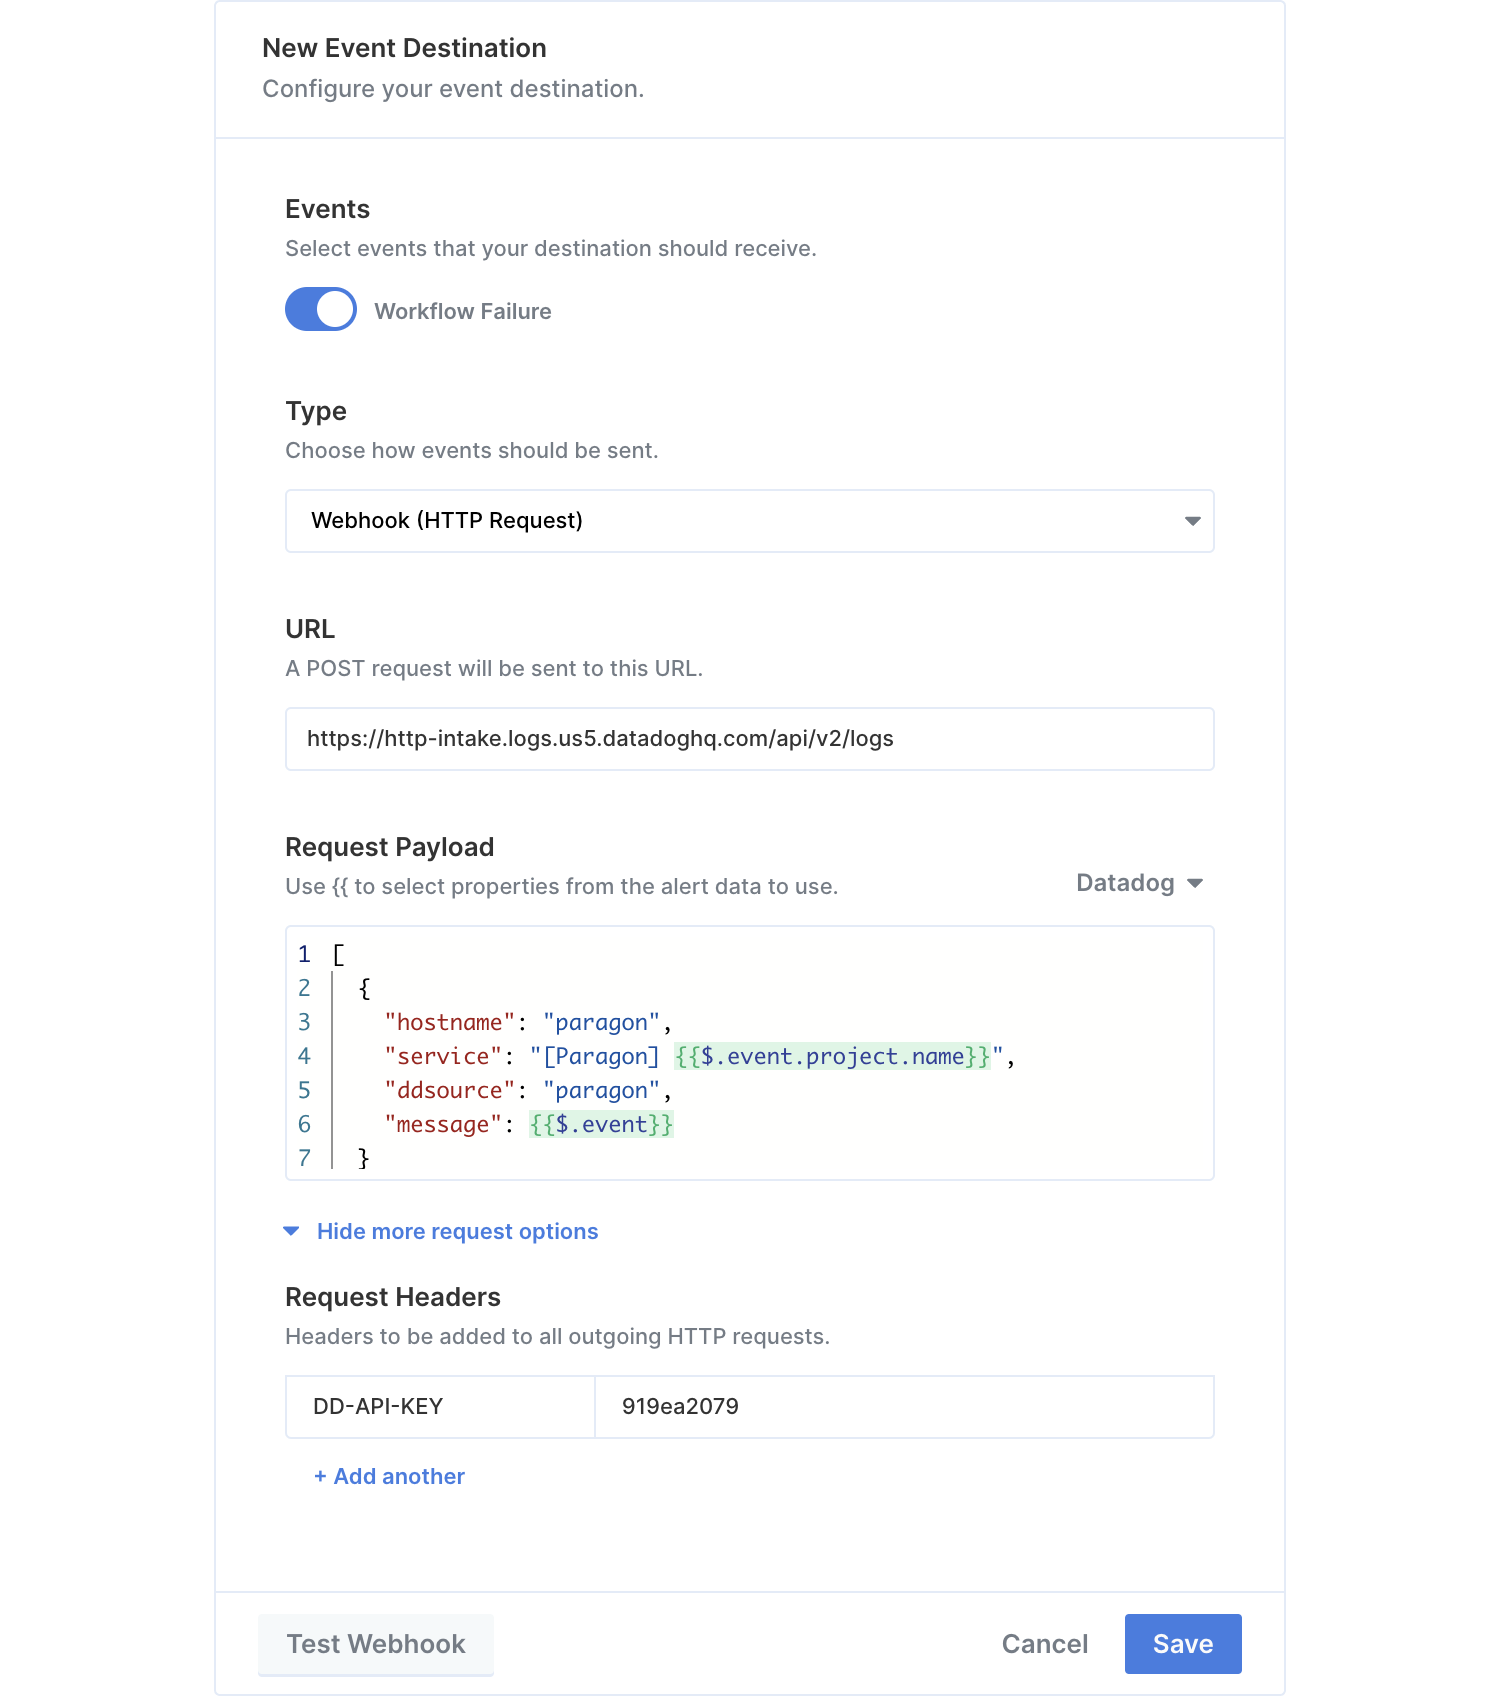 New Event Destination
Configure your event destination.
Events
Select events that your destination should receive.
Workflow Failure
Type
Choose how events should be sent.
Webhook (HTTP Request)
URL
A POST request will be sent to this URL.
https://http-intake.logs.us5.datadoghq.com/api/v2/logs
Request Payload
Use {{ to select properties from the alert data to use.
Datadog
1 [
2   {
3     "hostname": "paragon",
4     "service": "[Paragon] {{$.event.project.name}}",
5     "ddsource": "paragon",
6     "message": {{$.event}}
7   }
Hide more request options
Request Headers
Headers to be added to all outgoing HTTP requests.
DD-API-KEY 919ea2079
+ Add another
Test Webhook Cancel Save